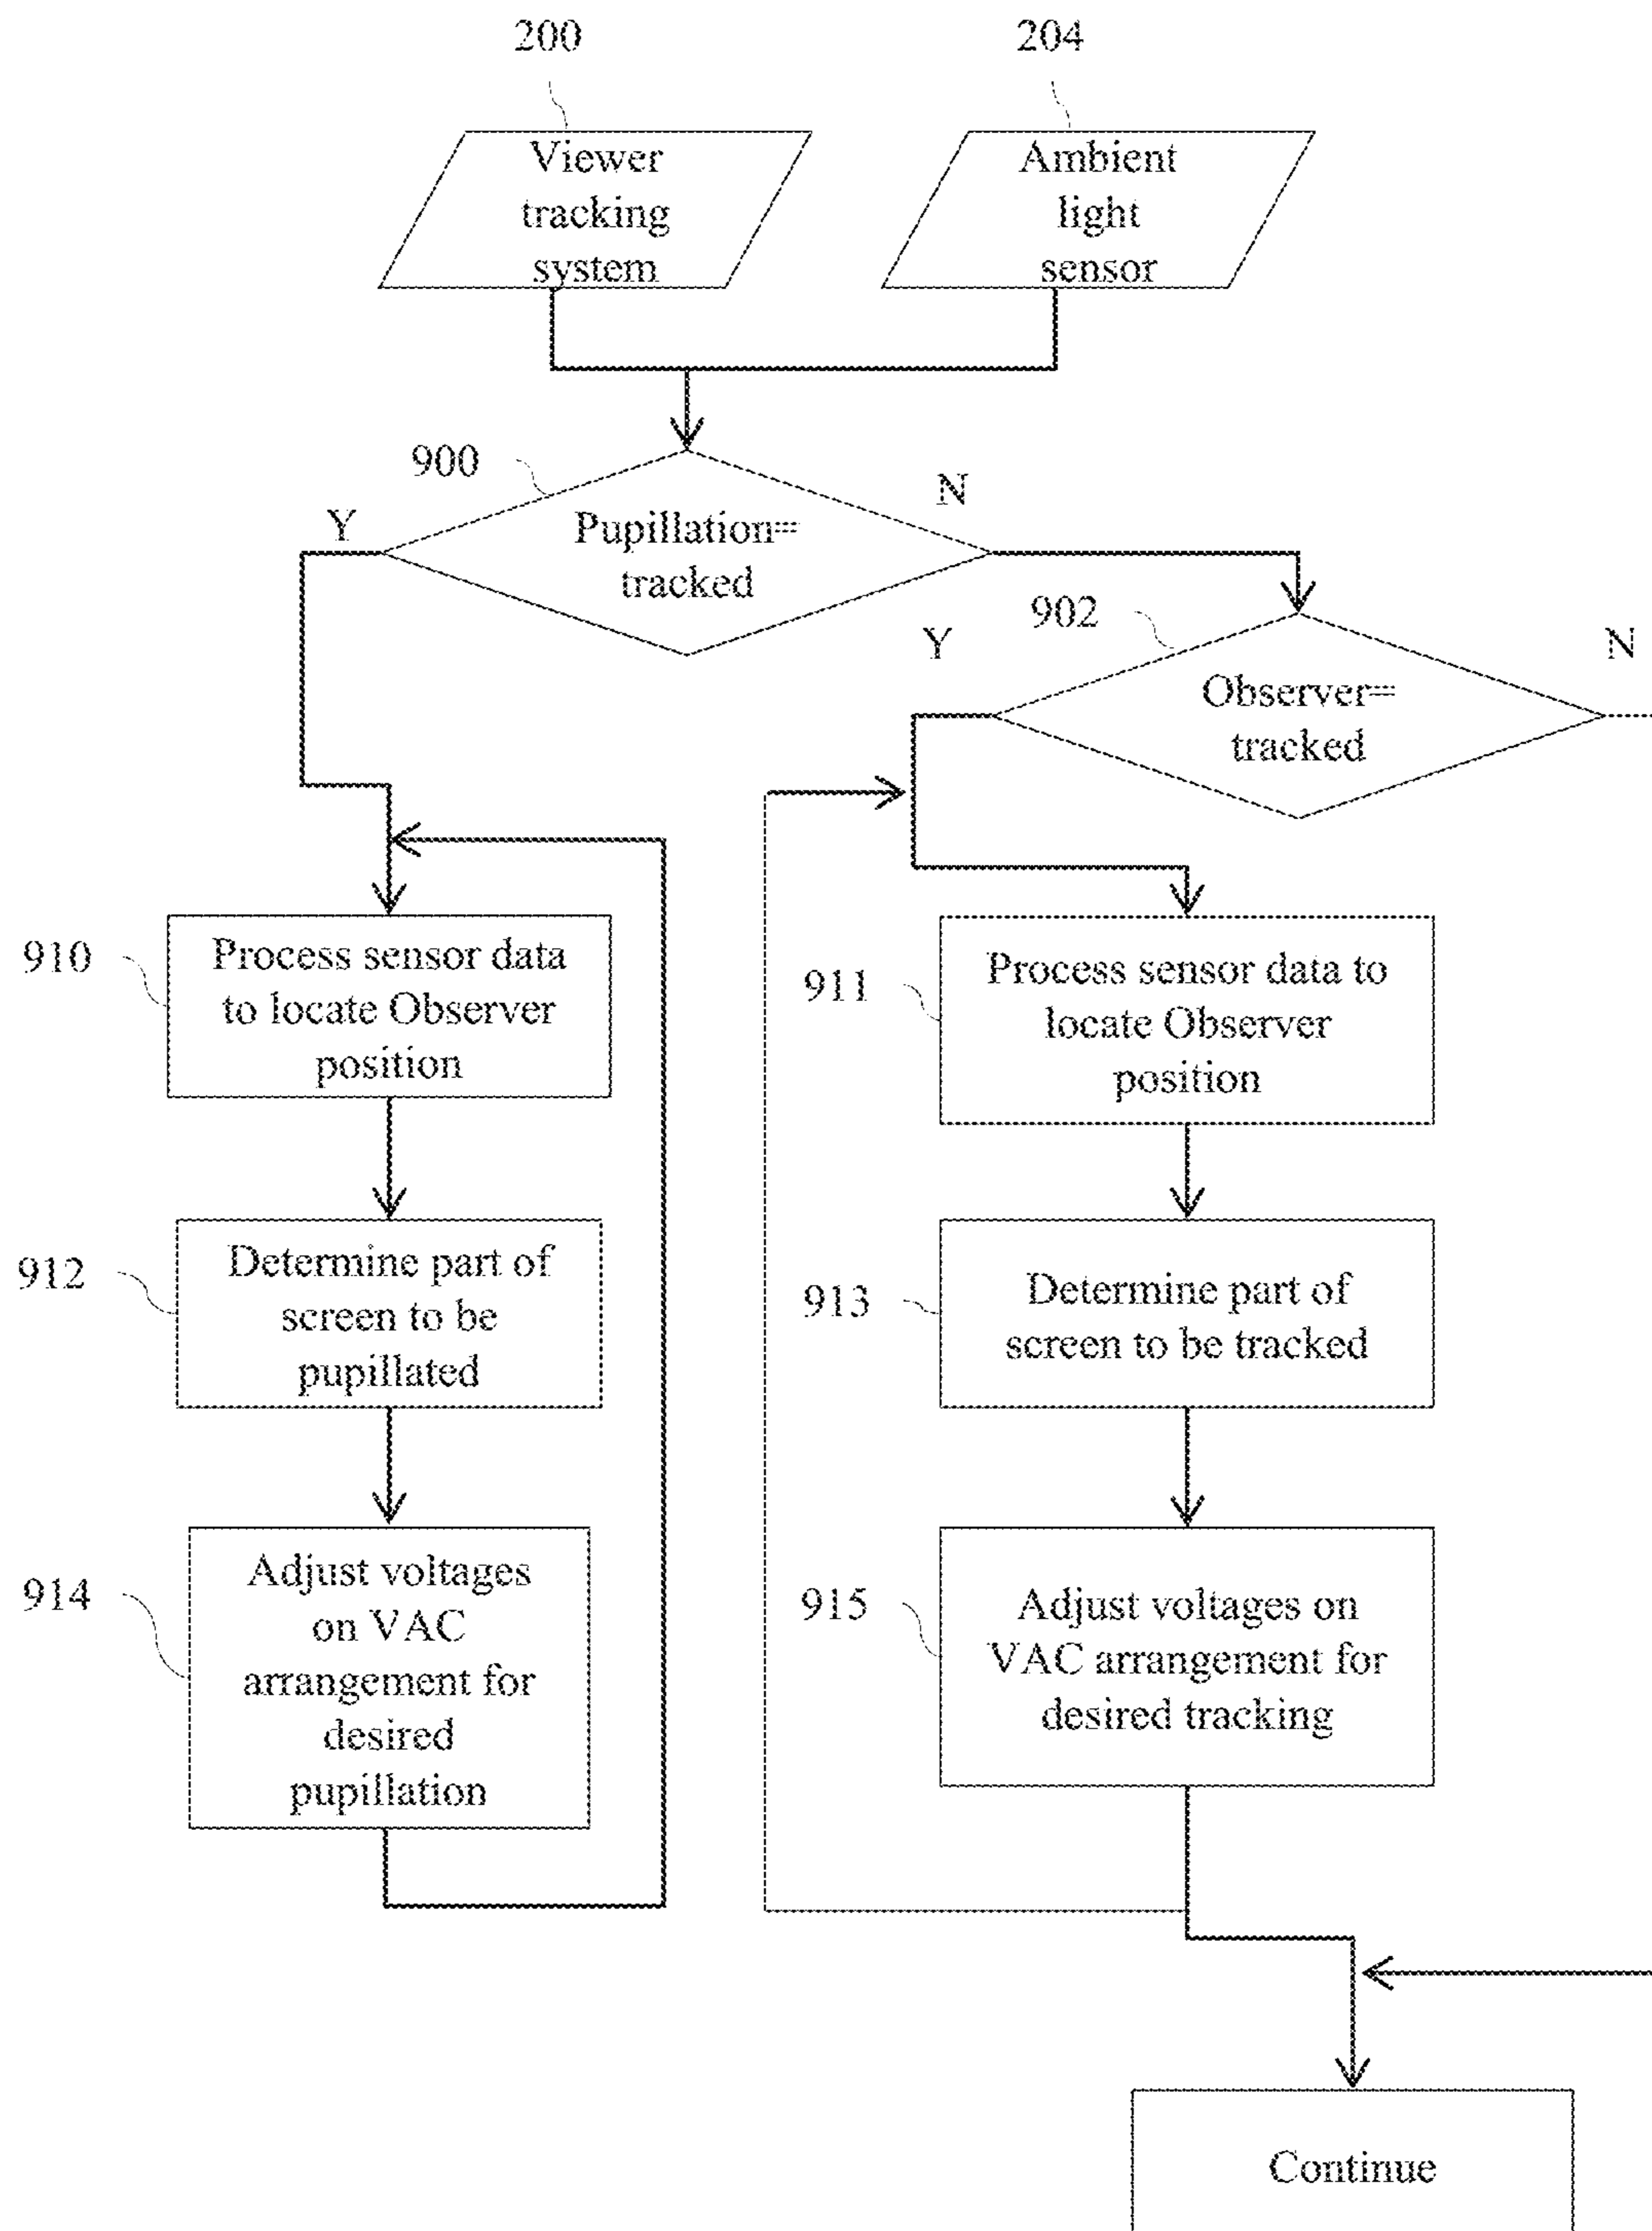 200
204
Viewer
tracking
system
Ambient
light
sensor
900
Y
N
Pupillation=
tracked
902
Y
N
Observer=
tracked
910
Process sensor data
to locate Observer
position
911
Process sensor data to
locate Observer
position
912
Determine part of
screen to be
pupillated
913
Determine part of
screen to be tracked
914
Adjust voltages
on VAC
arrangement for
desired
pupillation
915
Adjust voltages on
VAC arrangement for
desired tracking
Continue